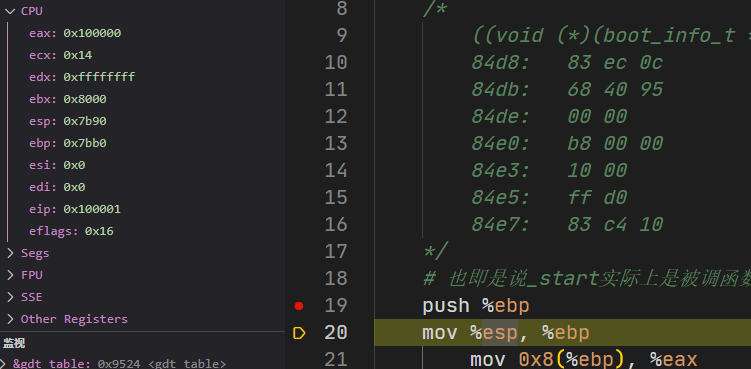 CPU
eax: 0x100000
ecx: 0x14
edx: 0xffffffff
ebx: 0x8000
esp: 0x7b90
ebp: 0x7bb0
esi: 0x0
edi: 0x0
eip: 0x100001
eflags: 0x16
Segs
FPU
SSE
Other Registers
监视
&gdt_table: 0x9524 <gdt_table>
8 /*
9 ((void (*)(boot_info_t *
10 84d8: 83 ec 0c
11 84db: 68 40 95
12 84de: 00 00
13 84e0: b8 00 00
14 84e3: 10 00
15 84e5: ff d0
16 84e7: 83 c4 10
17 */
18 # 也即是说_start实际上是被调函数
19 push %ebp
20 mov %esp, %ebp
21 mov 0x8(%ebp), %eax